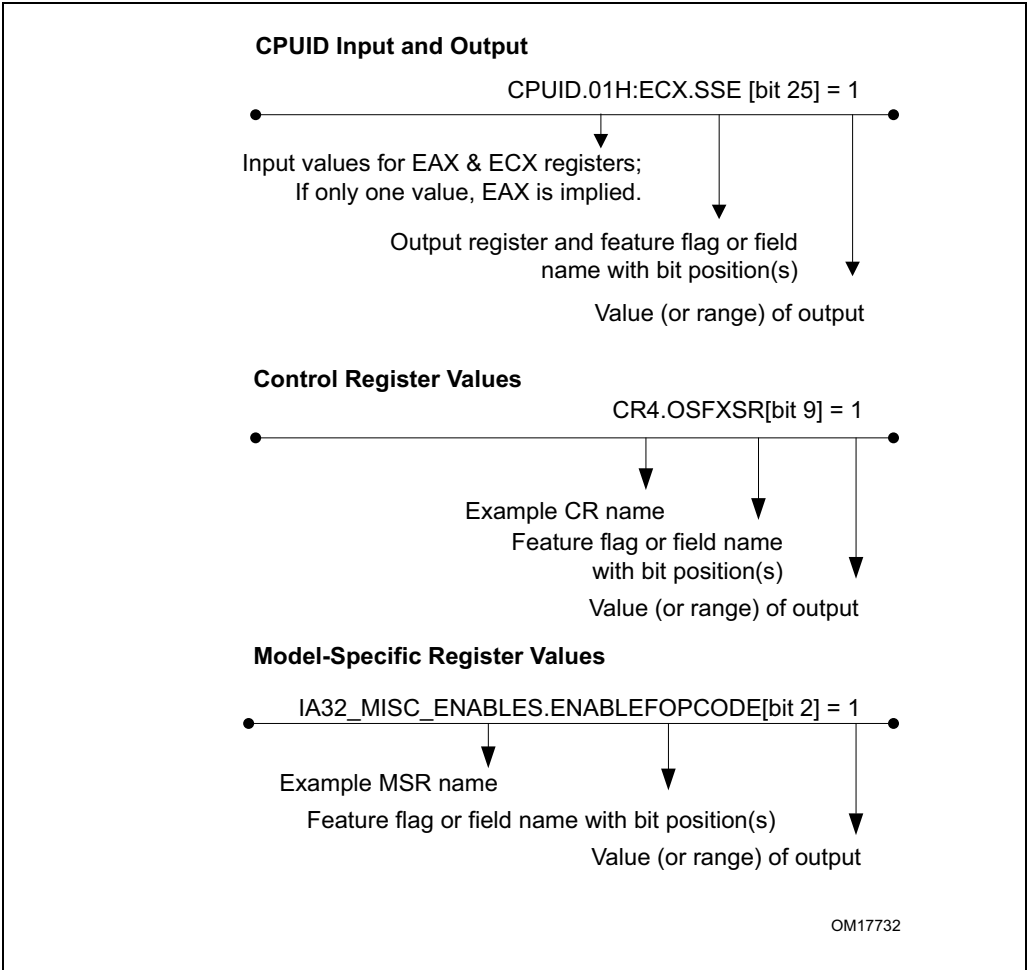 CPUID Input and Output
CPUID.01H:ECX.SSE [bit 25] = 1
Input values for EAX & ECX registers;
If only one value, EAX is implied.
Output register and feature flag or field
name with bit position(s)
Value (or range) of output
Control Register Values
CR4.OSFXSR[bit 9] = 1
Example CR name
Feature flag or field name
with bit position(s)
Value (or range) of output
Model-Specific Register Values
IA32_MISC_ENABLES.ENABLEFOPCODE[bit 2] = 1
Example MSR name
Feature flag or field name with bit position(s)
Value (or range) of output
OM17732